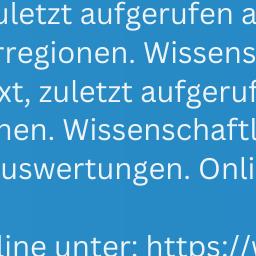 uletzt aufgerufen a
rregionen. Wissens
xt, zuletzt aufgeruf
nen. Wissenschaftl
uswertungen. Onli
line unter: https://w